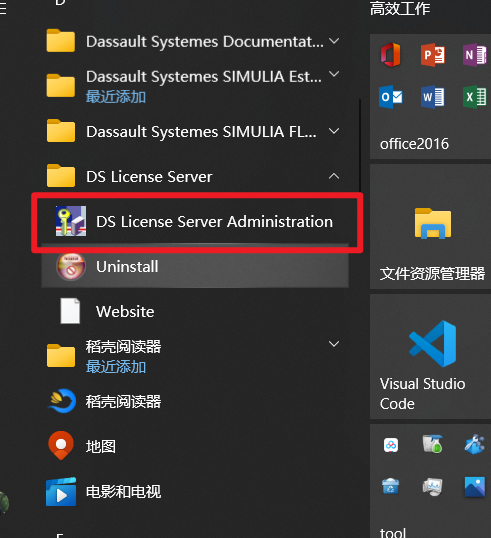 高效工作
Dassault Systemes Documentat...
Dassault Systemes SIMULIA Est...
最近添加
Dassault Systemes SIMULIA FL...
DS License Server
DS License Server Administration
Uninstall
Website
稻壳阅读器
最近添加
稻壳阅读器
地图
电影和电视
office2016
文件资源管理器
Visual Studio
Code
tool